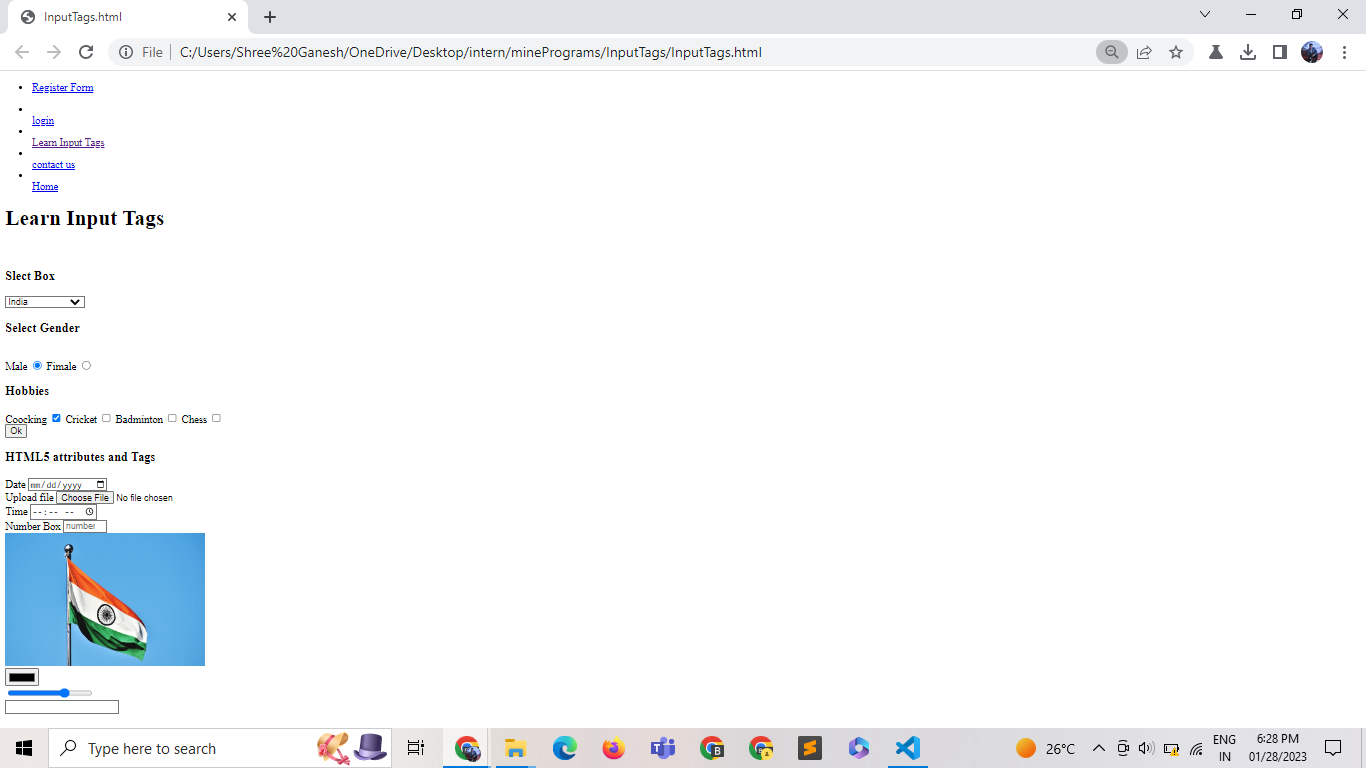 InputTags.html
File
C:/Users/Shree%20Ganesh/OneDrive/Desktop/intern/minePrograms/InputTags/InputTags.html
Register Form
login
Learn Input Tags
contact us
Home
Learn Input Tags
Slect Box
India
Select Gender
Male Fimale
Hobbies
Coocking Cricket Badminton Chess
Ok
HTML5 attributes and Tags
Date mm/dd/yyyy
Upload file Choose File No file chosen
Time --:-- --
Number Box number
Type here to search
26°C
ENG
IN
6:28 PM
01/28/2023